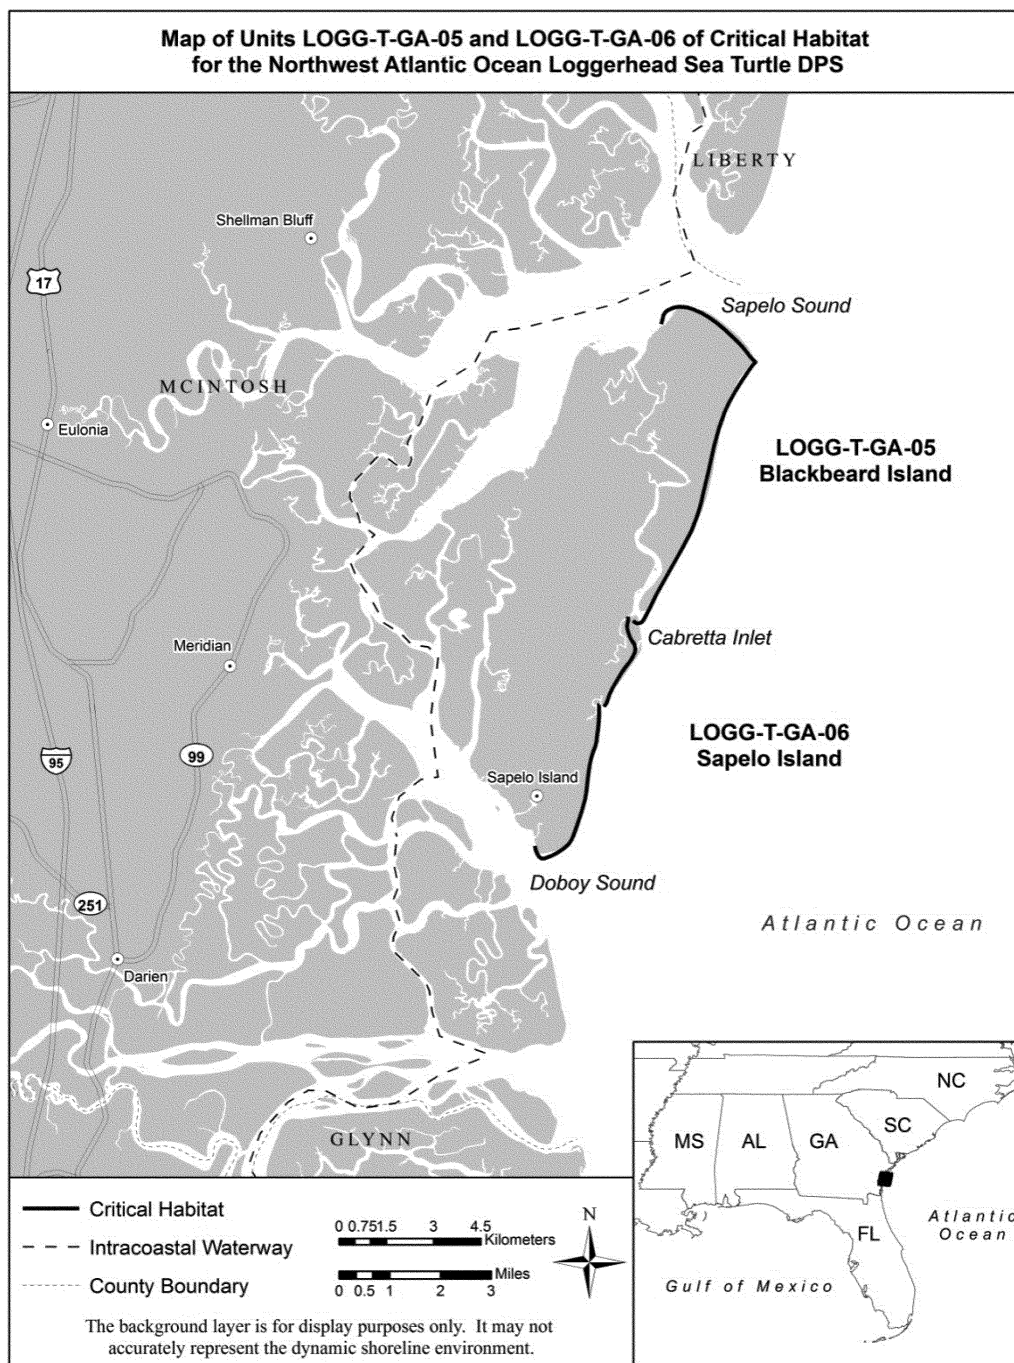 Map of Units LOGG-T-GA-05 and LOGG-T-GA-06 of Critical Habitat
for the Northwest Atlantic Ocean Loggerhead Sea Turtle DPS
LIBERTY
Shellman Bluff
17
Sapelo Sound
MCINTOSH
Eulonia
LOGG-T-GA-05
Blackbeard Island
Meridian
Cabretta Inlet
LOGG-T-GA-06
Sapelo Island
95
99
Sapelo Island
Doboy Sound
251
Atlantic Ocean
Darien
GLYNN
NC
SC
MS
AL
GA
FL
Atlantic
Ocean
Gulf of Mexico
Critical Habitat
Intracoastal Waterway
County Boundary
0 0.75 1.5 3 4.5
Kilometers
Miles
0 0.5 1 2 3
N
The background layer is for display purposes only. It may not
accurately represent the dynamic shoreline environment.